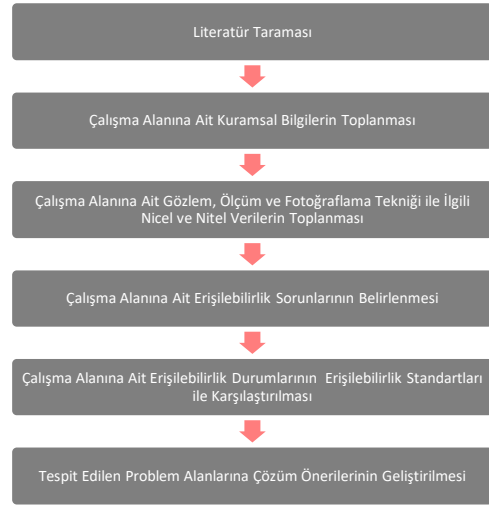 Literatür Taraması
Çalışma Alanına Ait Kuramsal Bilgilerin Toplanması
Çalışma Alanına Ait Gözlem, Ölçüm ve Fotoğraflama Tekniği ile İlgili
Nicel ve Nitel Verilerin Toplanması
Çalışma Alanına Ait Erişilebilirlik Sorunlarının Belirlenmesi
Çalışma Alanına Ait Erişilebilirlik Durumlarının Erişilebilirlik Standartları
ile Karşılaştırılması
Tespit Edilen Problem Alanlarına Çözüm Önerilerinin Geliştirilmesi